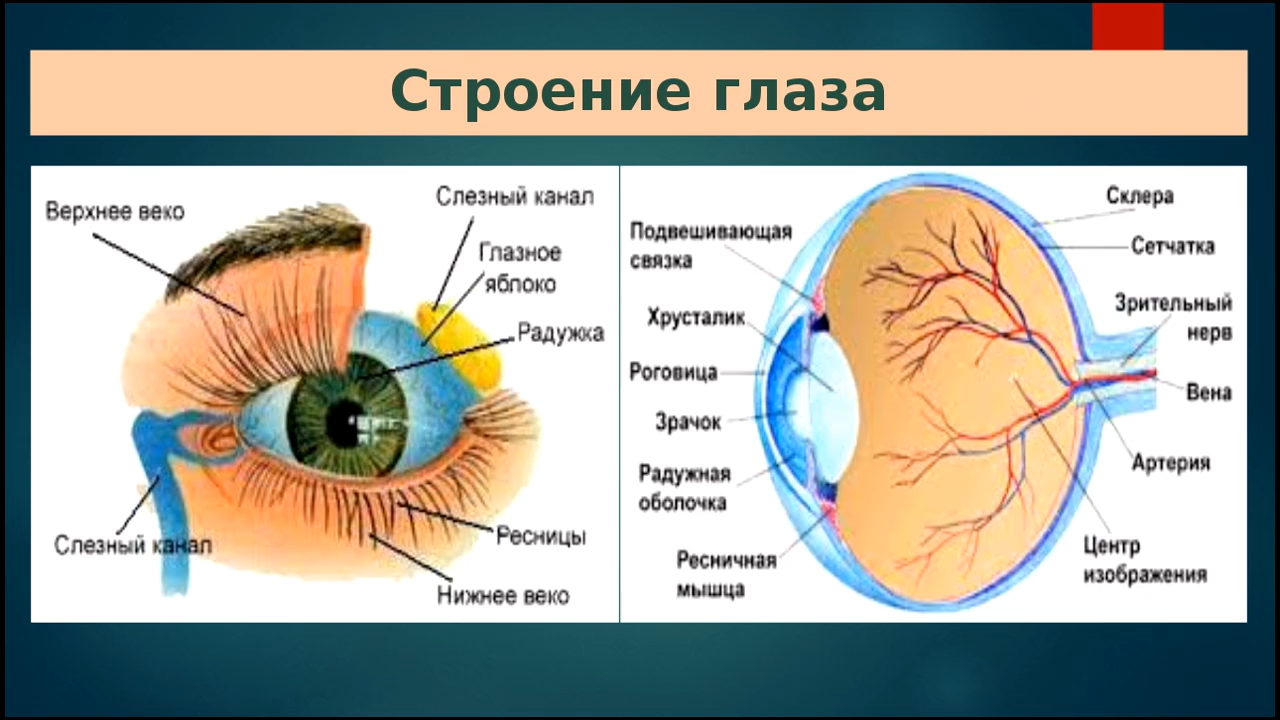 Строение глаза
Верхнее веко
Слезный канал
Глазное
яблоко
Радужка
Слезный канал
Ресницы
Нижнее веко
Подвешивающая
связка
Хрусталик
Роговица
Зрачок
Радужная
оболочка
Ресничная
мышца
Склера
Сетчатка
Зрительный
нерв
Вена
Артерия
Центр
изображения